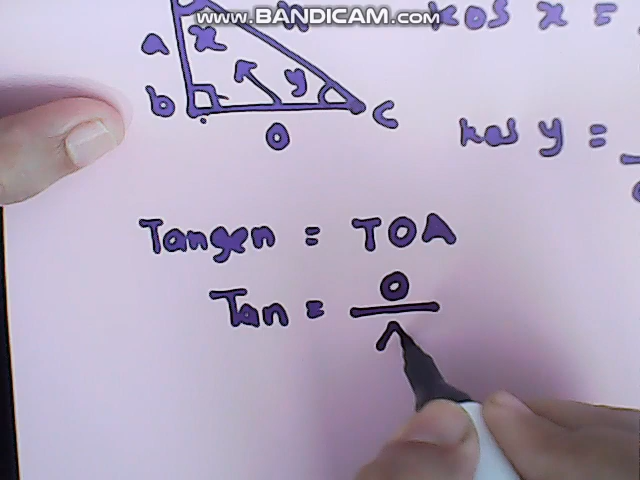 www.BANDICAM.com
a x
kos x =
b y c
o
kos y =
Tangen = TOA
Tan = O